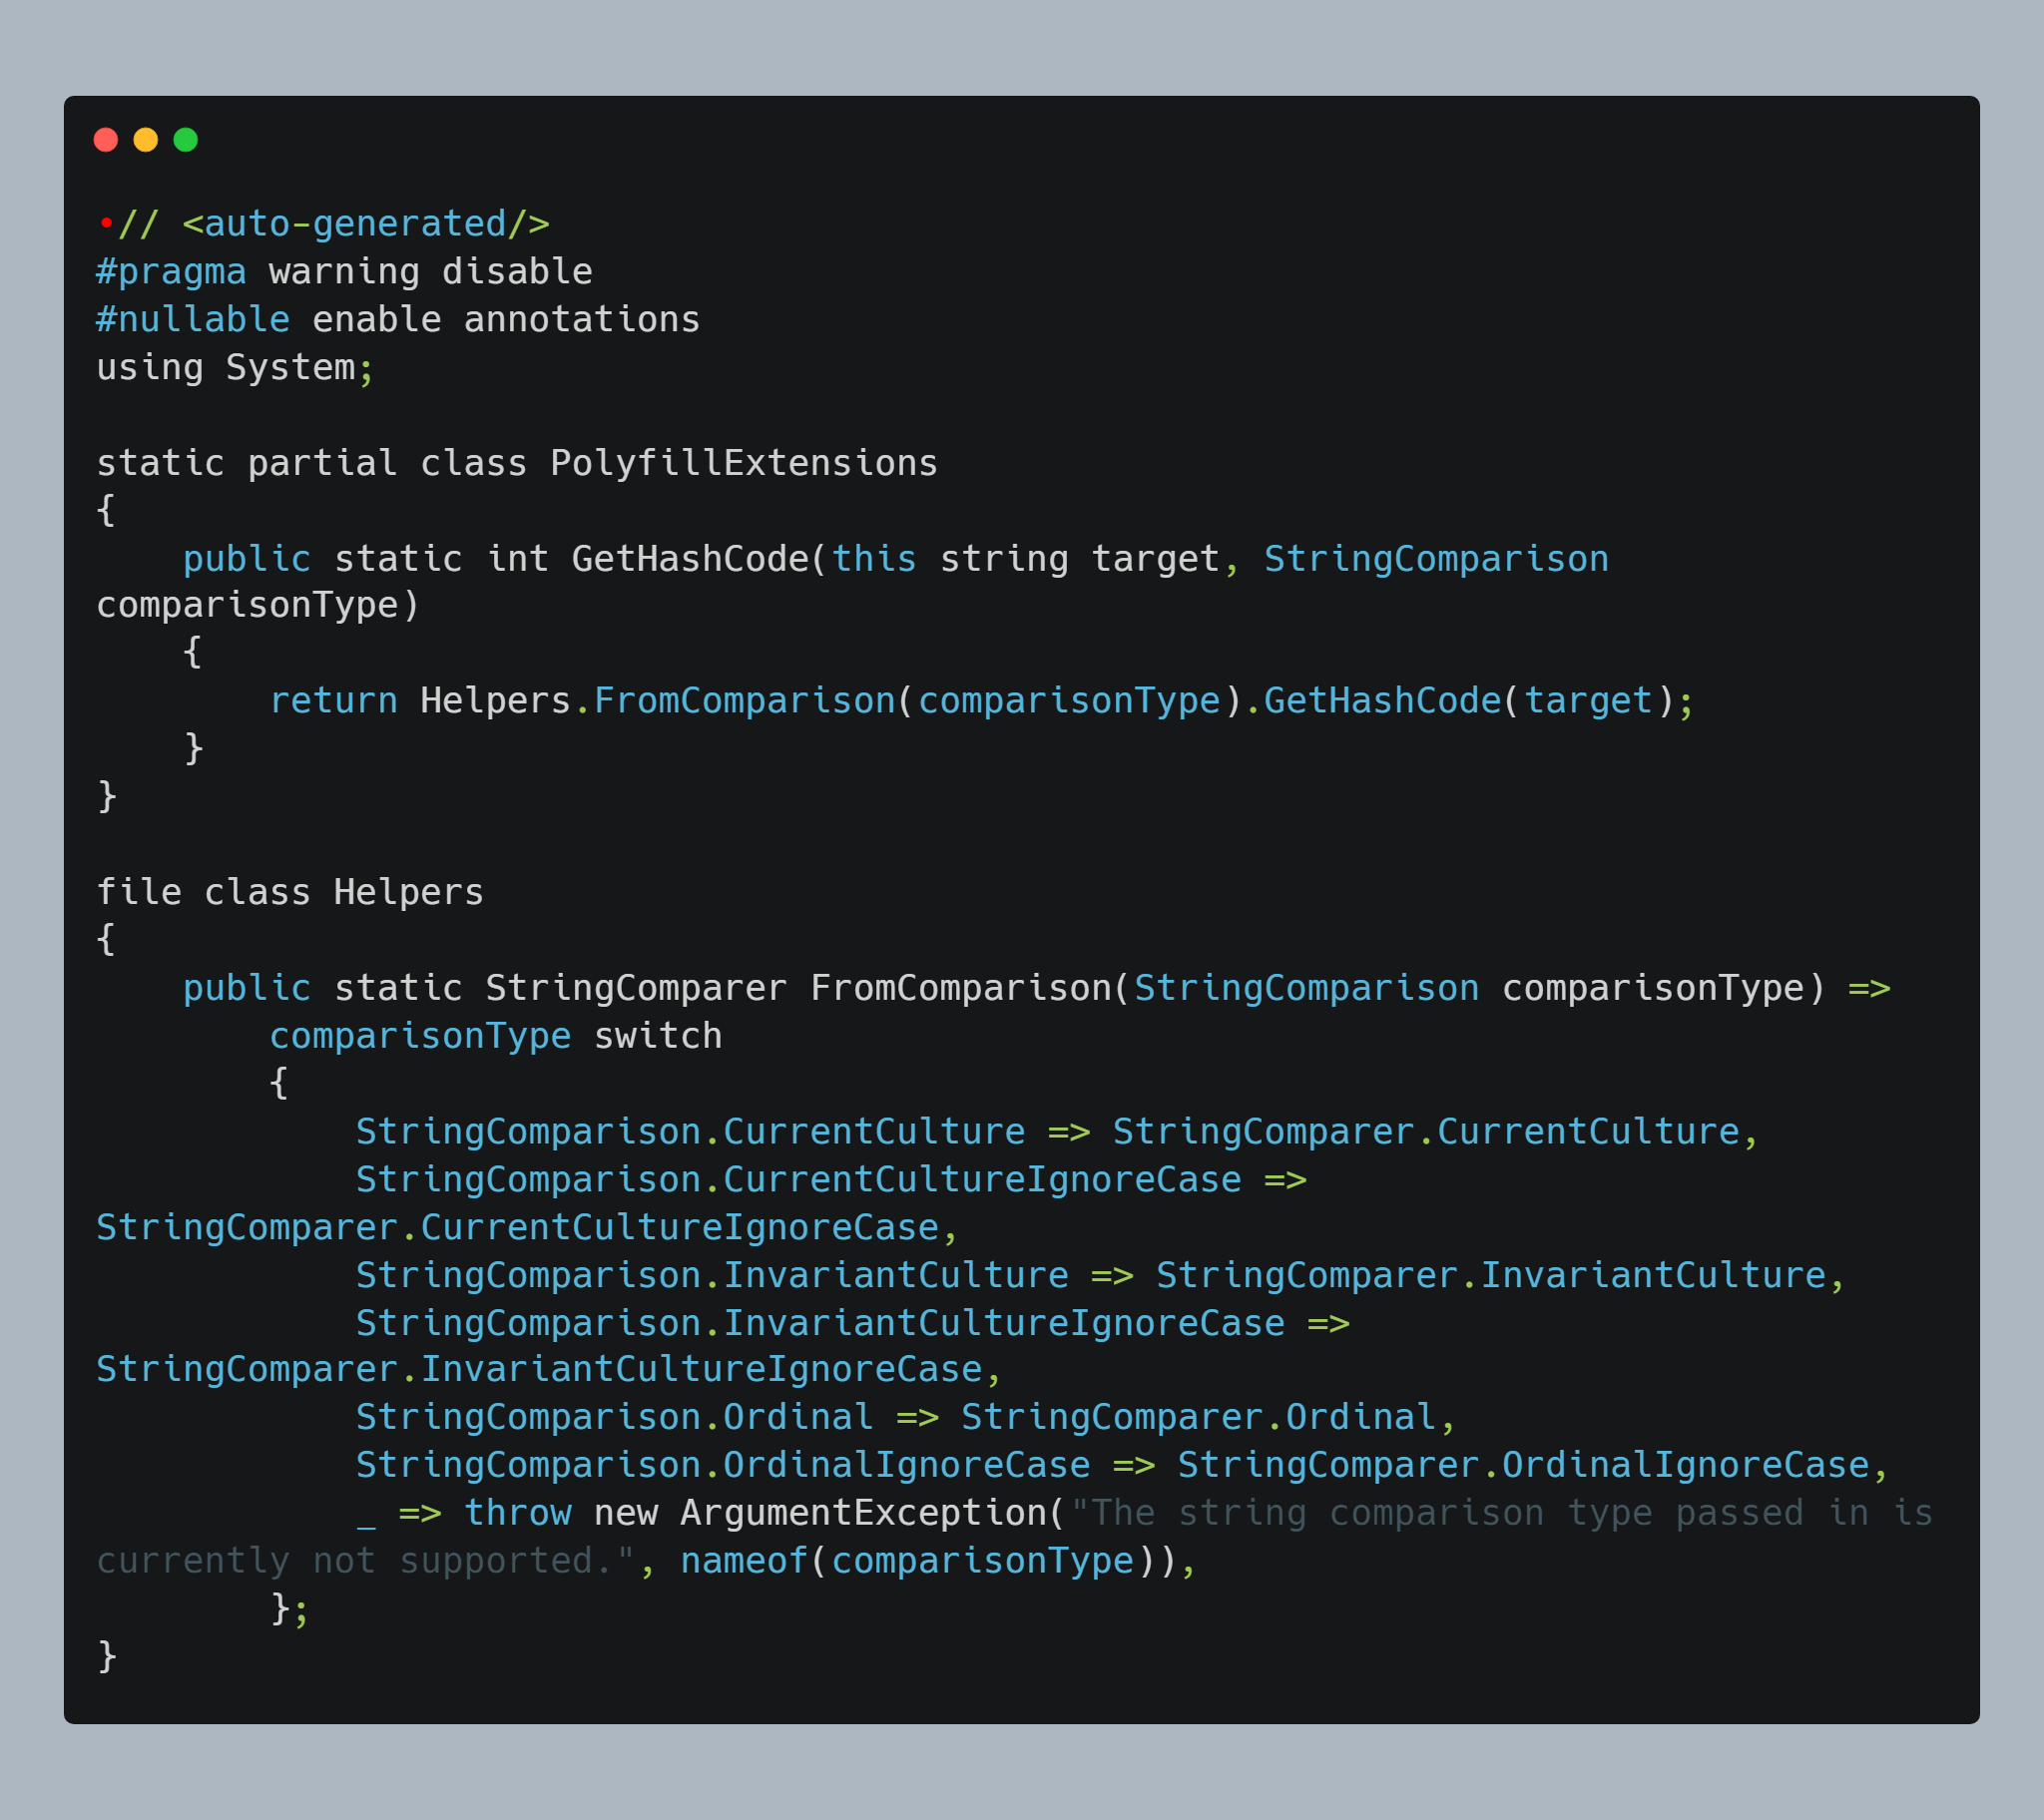 •// <auto-generated/>
#pragma warning disable
#nullable enable annotations
using System;

static partial class PolyfillExtensions
{
    public static int GetHashCode(this string target, StringComparison
comparisonType)
    {
        return Helpers.FromComparison(comparisonType).GetHashCode(target);
    }
}

file class Helpers
{
    public static StringComparer FromComparison(StringComparison comparisonType) =>
        comparisonType switch
        {
            StringComparison.CurrentCulture => StringComparer.CurrentCulture,
            StringComparison.CurrentCultureIgnoreCase =>
StringComparer.CurrentCultureIgnoreCase,
            StringComparison.InvariantCulture => StringComparer.InvariantCulture,
            StringComparison.InvariantCultureIgnoreCase =>
StringComparer.InvariantCultureIgnoreCase,
            StringComparison.Ordinal => StringComparer.Ordinal,
            StringComparison.OrdinalIgnoreCase => StringComparer.OrdinalIgnoreCase,
            _ => throw new ArgumentException("The string comparison type passed in is
currently not supported.", nameof(comparisonType)),
        };
}